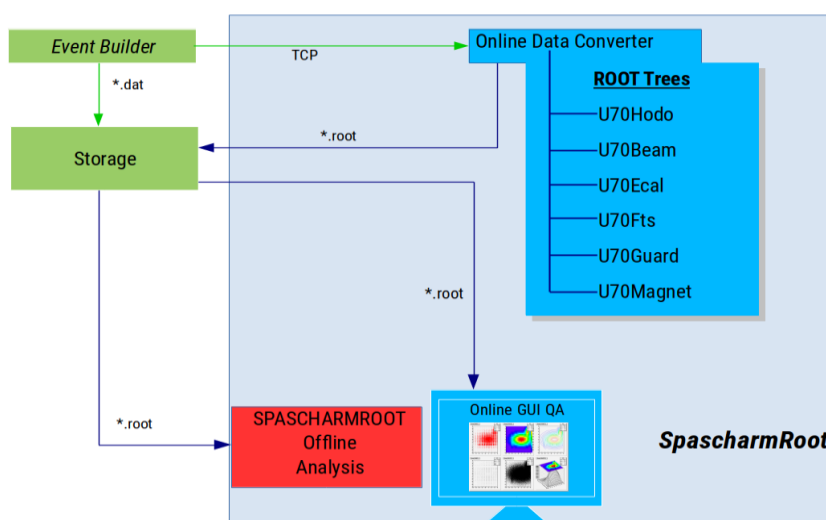 Event Builder
TCP
Online Data Converter
*.dat
ROOT Trees
U70Hodo
U70Beam
U70Ecal
U70Fts
U70Guard
U70Magnet
*.root
Storage
*.root
*.root
SPASCHARMROOT
Offline
Analysis
Online GUI QA
SpascharmRoot